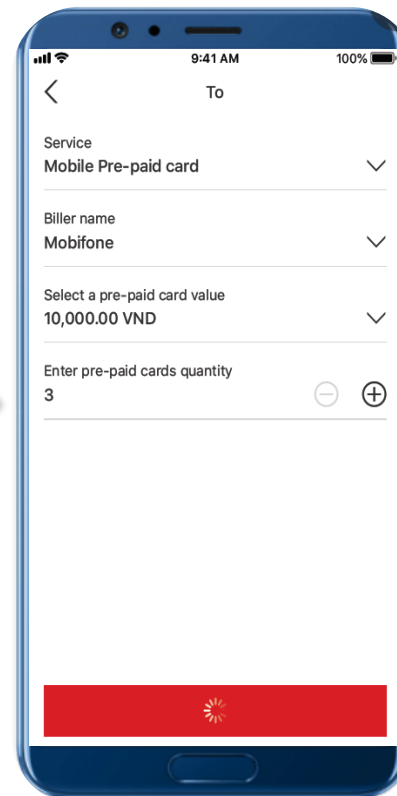 9:41 AM
100%
To
Service
Mobile Pre-paid card
Biller name
Mobifone
Select a pre-paid card value
10,000.00 VND
Enter pre-paid cards quantity
3